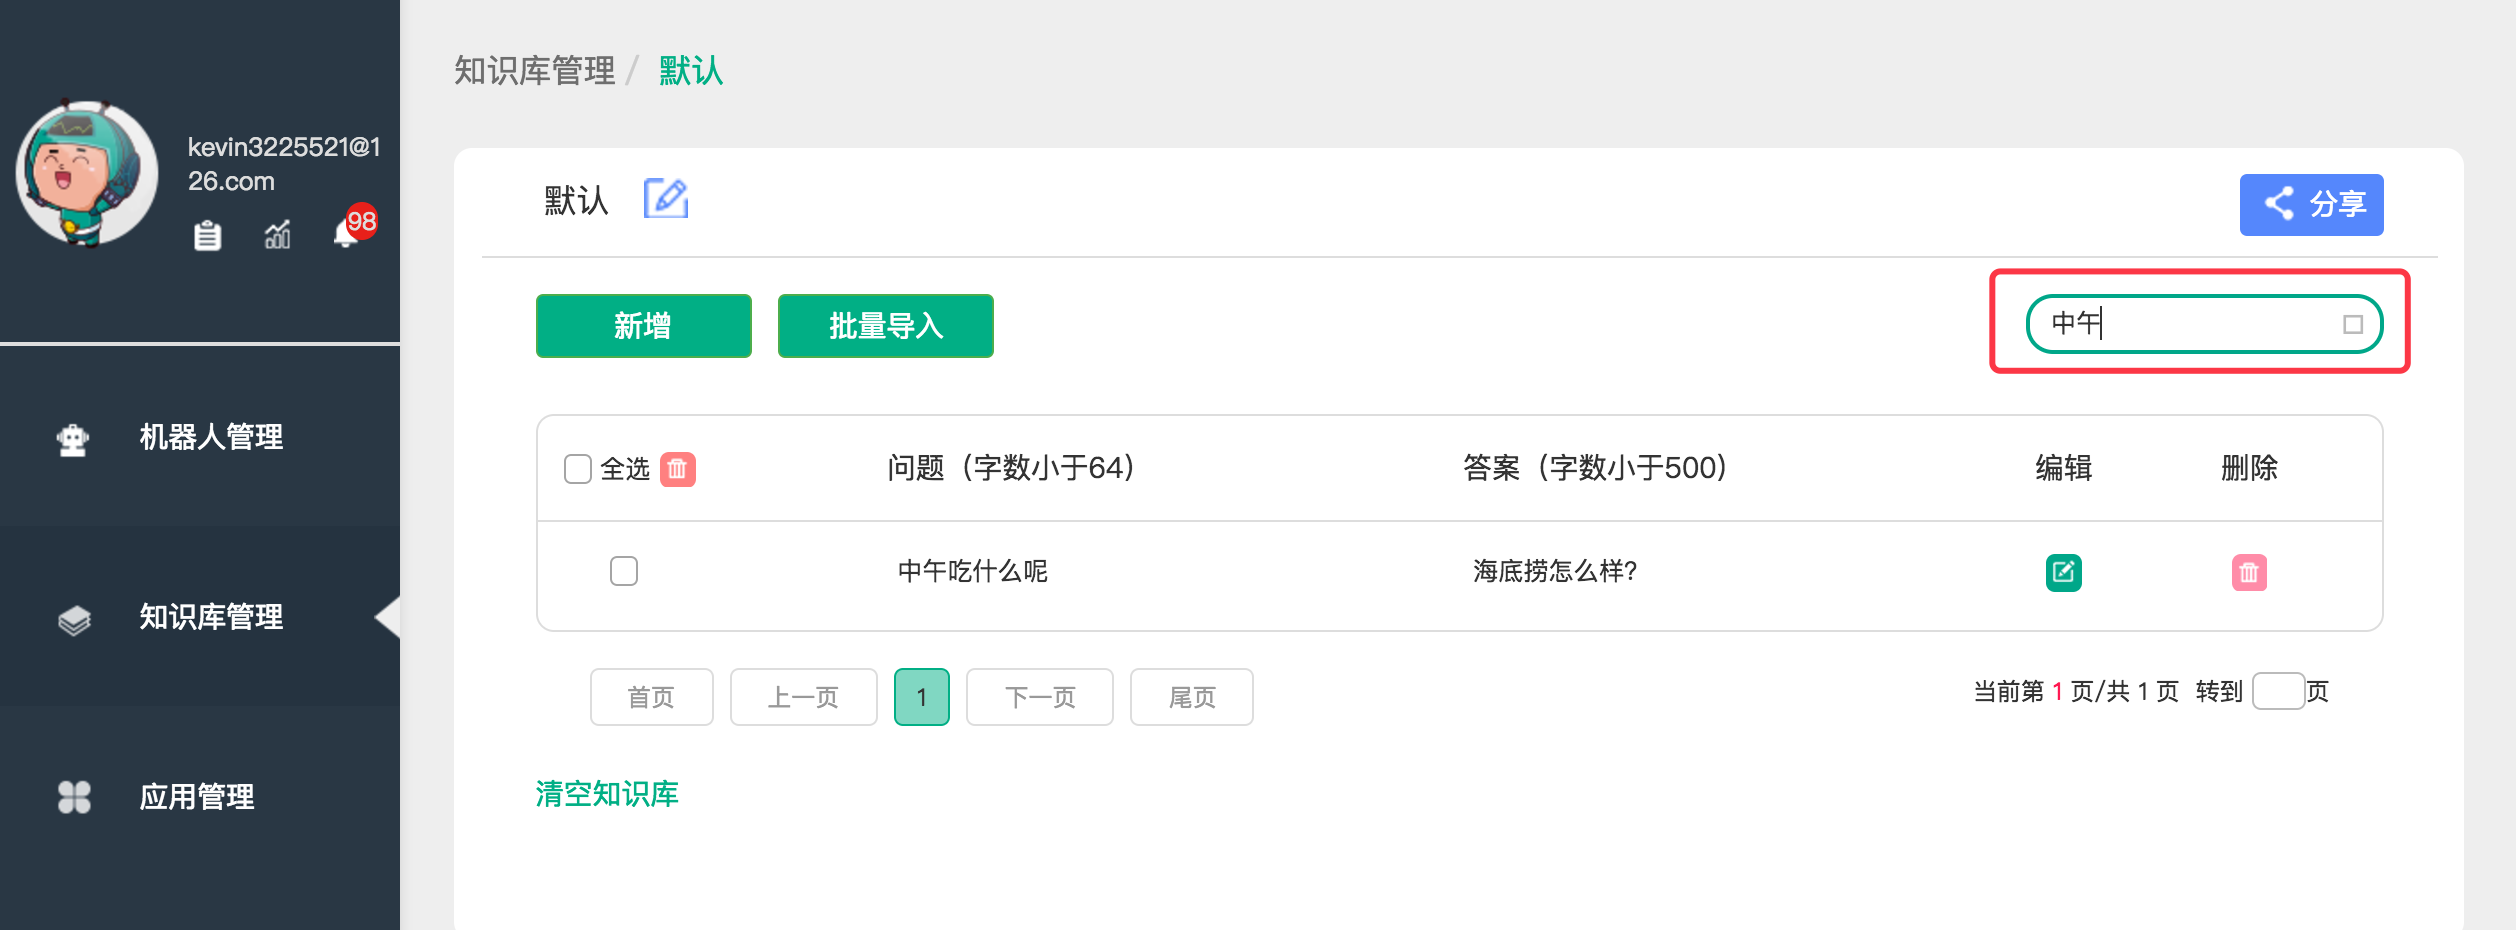 kevin3225521@1
26.com
98
机器人管理
知识库管理
应用管理
知识库管理 / 默认
默认
分享
新增 批量导入 中午
全选 问题（字数小于64） 答案（字数小于500） 编辑 删除
中午吃什么呢 海底捞怎么样?
首页 上一页 1 下一页 尾页 当前第 1 页/共 1 页 转到 页
清空知识库